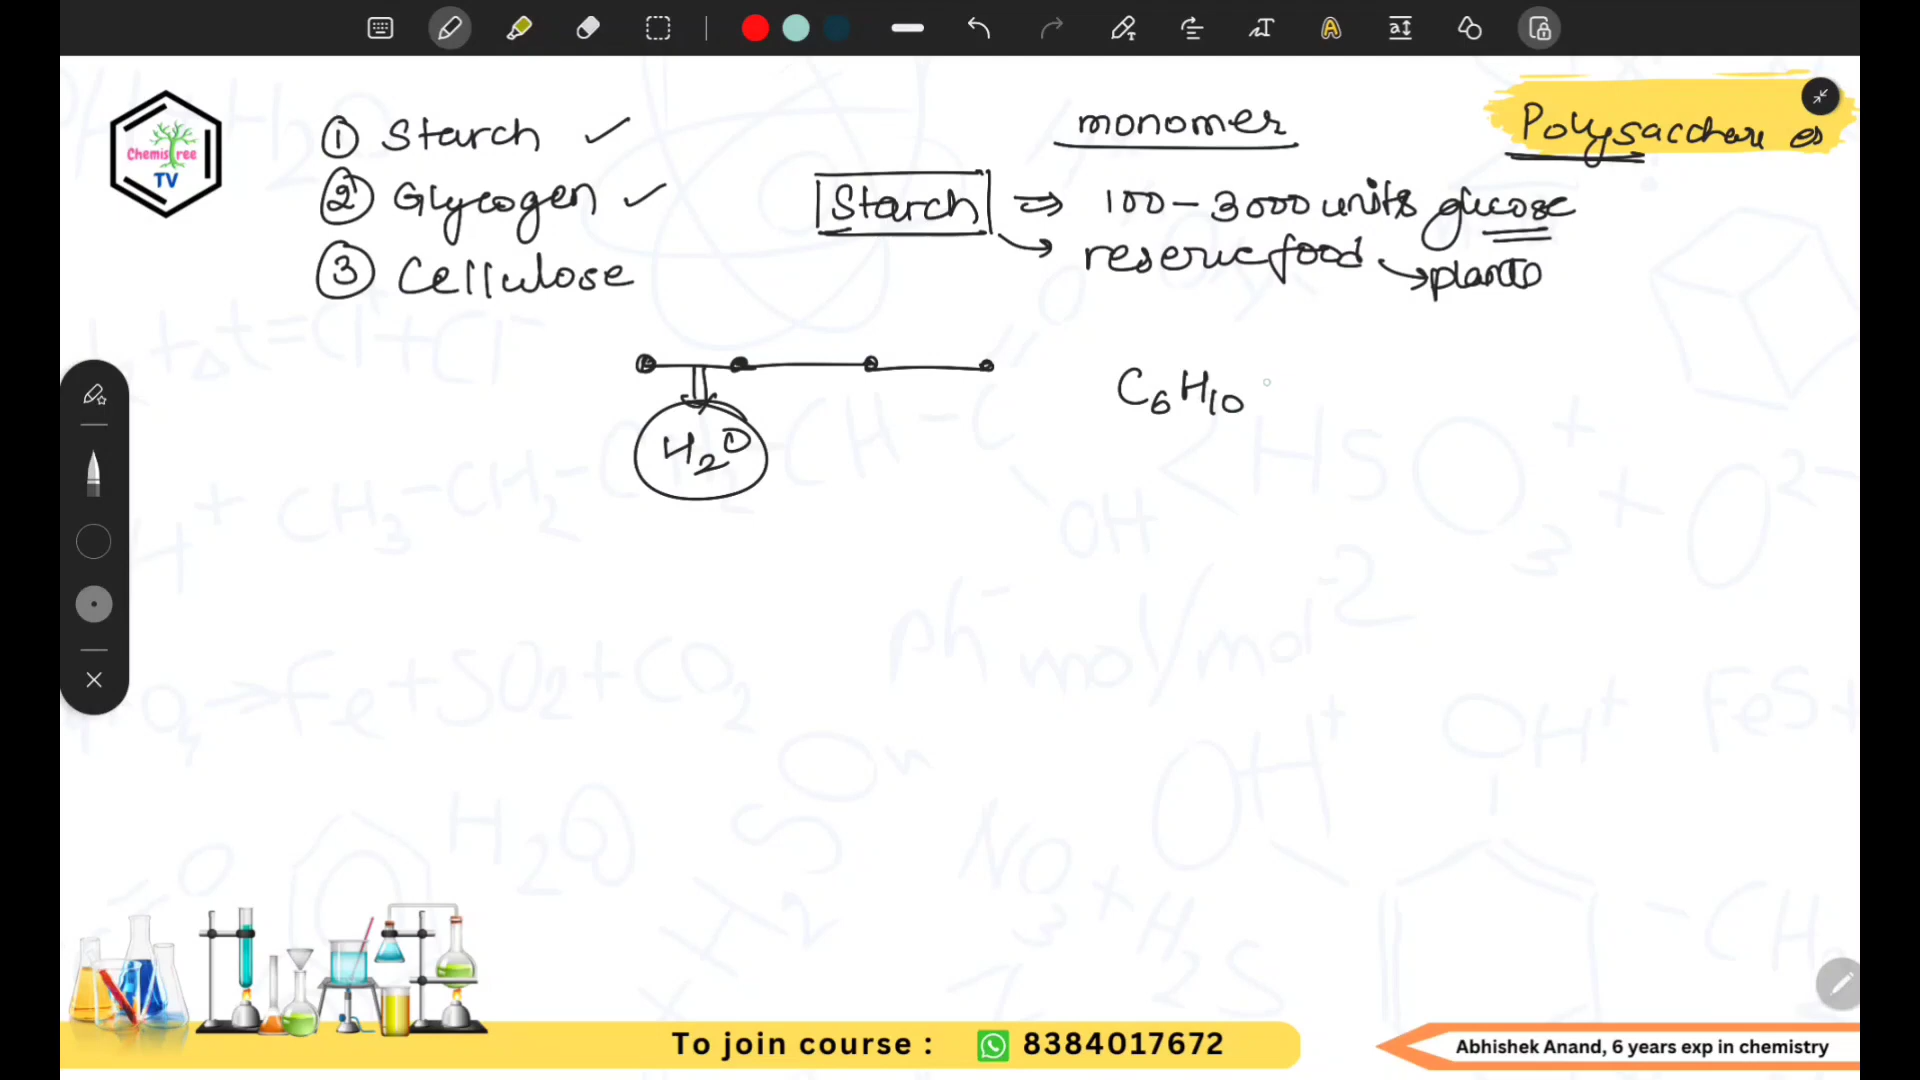 Polysaccharides
monomer
① Starch ✓
② Glycogen ✓
③ Cellulose
Starch ⇒ 100 - 3000 units glucose
→ reserve food → plants
H₂O
C₆H₁₀
Chemistree
TV
To join course : 8384017672
Abhishek Anand, 6 years exp in chemistry